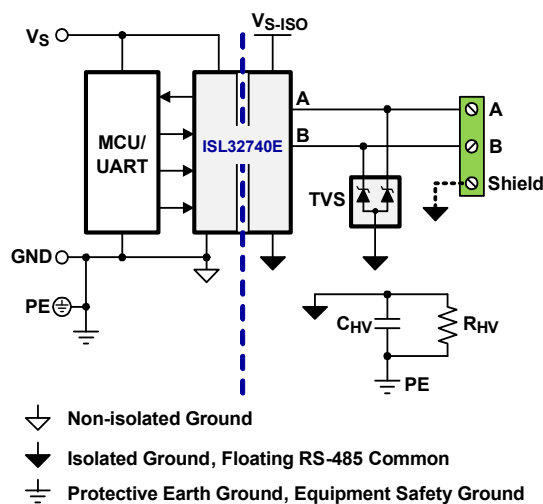 VS
VS-ISO
A
A
MCU/
UART
ISL32740E
B
B
TVS
Shield
GND
PE
CHV
RHV
PE
Non-isolated Ground
Isolated Ground, Floating RS-485 Common
Protective Earth Ground, Equipment Safety Ground